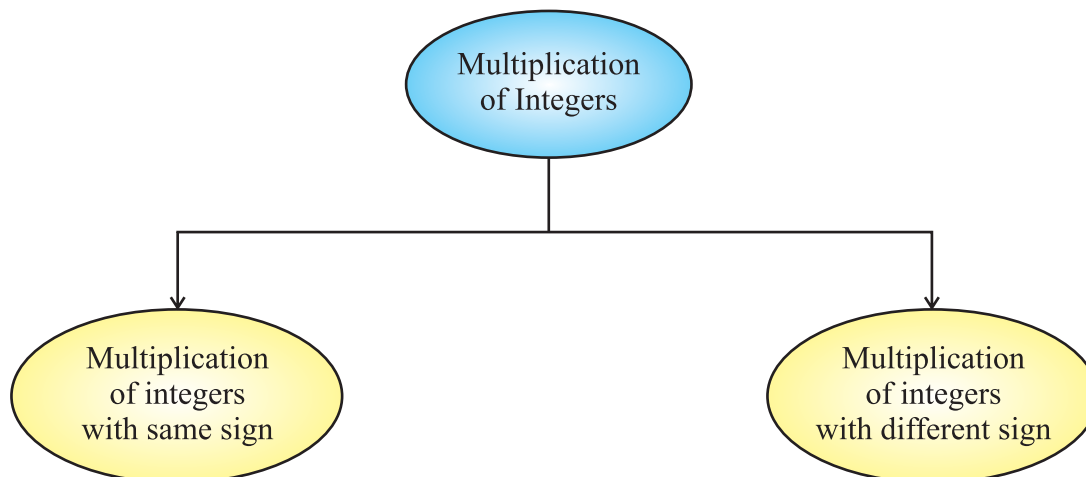 Multiplication
of Integers
Multiplication
of integers
with same sign
Multiplication
of integers
with different sign